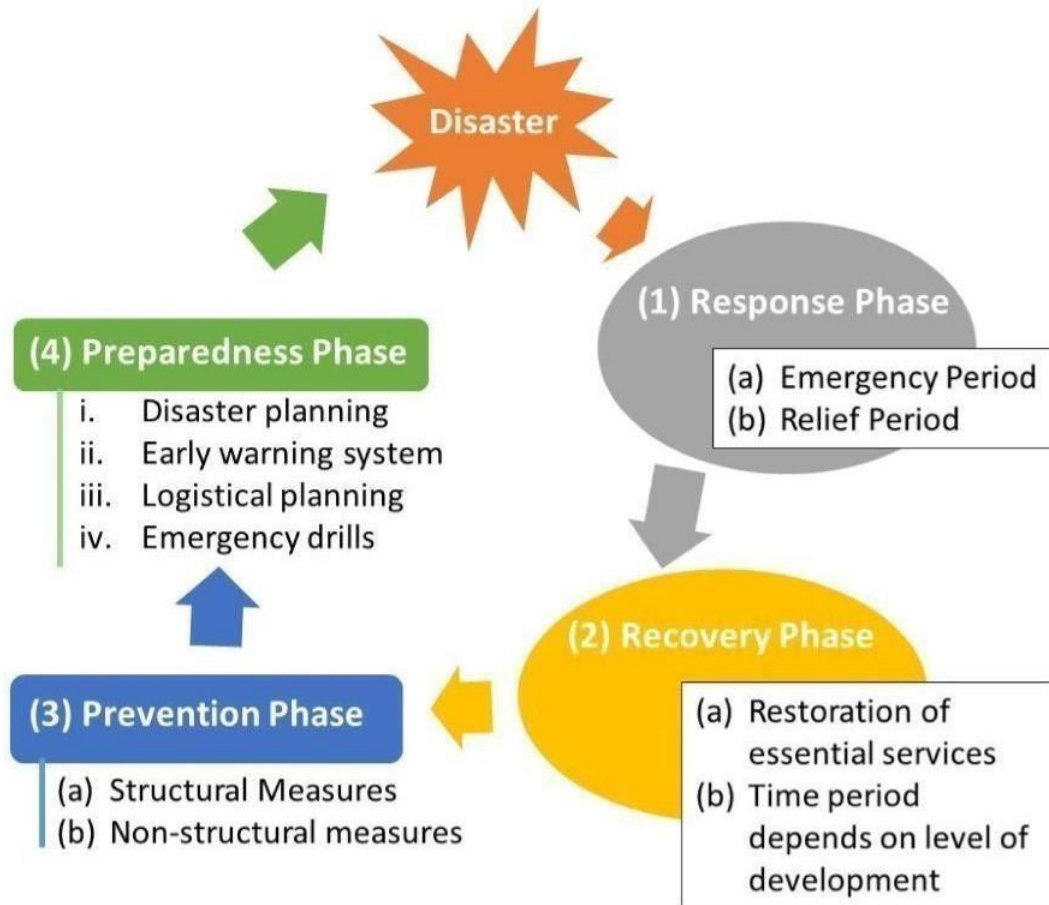 Disaster
(1) Response Phase
(a) Emergency Period
(b) Relief Period
(2) Recovery Phase
(a) Restoration of
essential services
(b) Time period
depends on level of
development
(3) Prevention Phase
(a) Structural Measures
(b) Non-structural measures
(4) Preparedness Phase
i. Disaster planning
ii. Early warning system
iii. Logistical planning
iv. Emergency drills